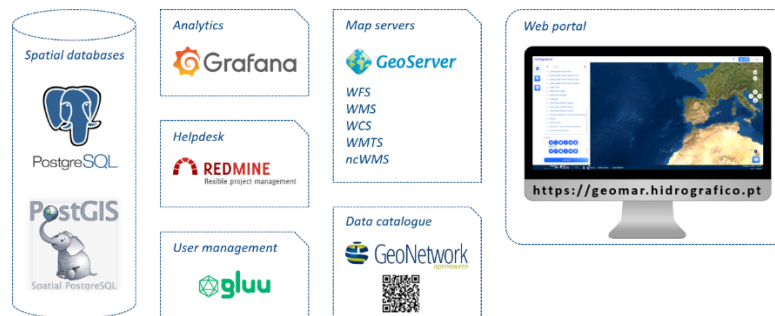 Spatial databases
PostgreSQL
PostGIS
Spatial PostgreSQL
Analytics
Grafana
Helpdesk
REDMINE
flexible project management
User management
gluu
Map servers
GeoServer
WFS
WMS
WCS
WMTS
ncWMS
Data catalogue
GeoNetwork
opensource
Web portal
https://geomar.hidrografico.pt